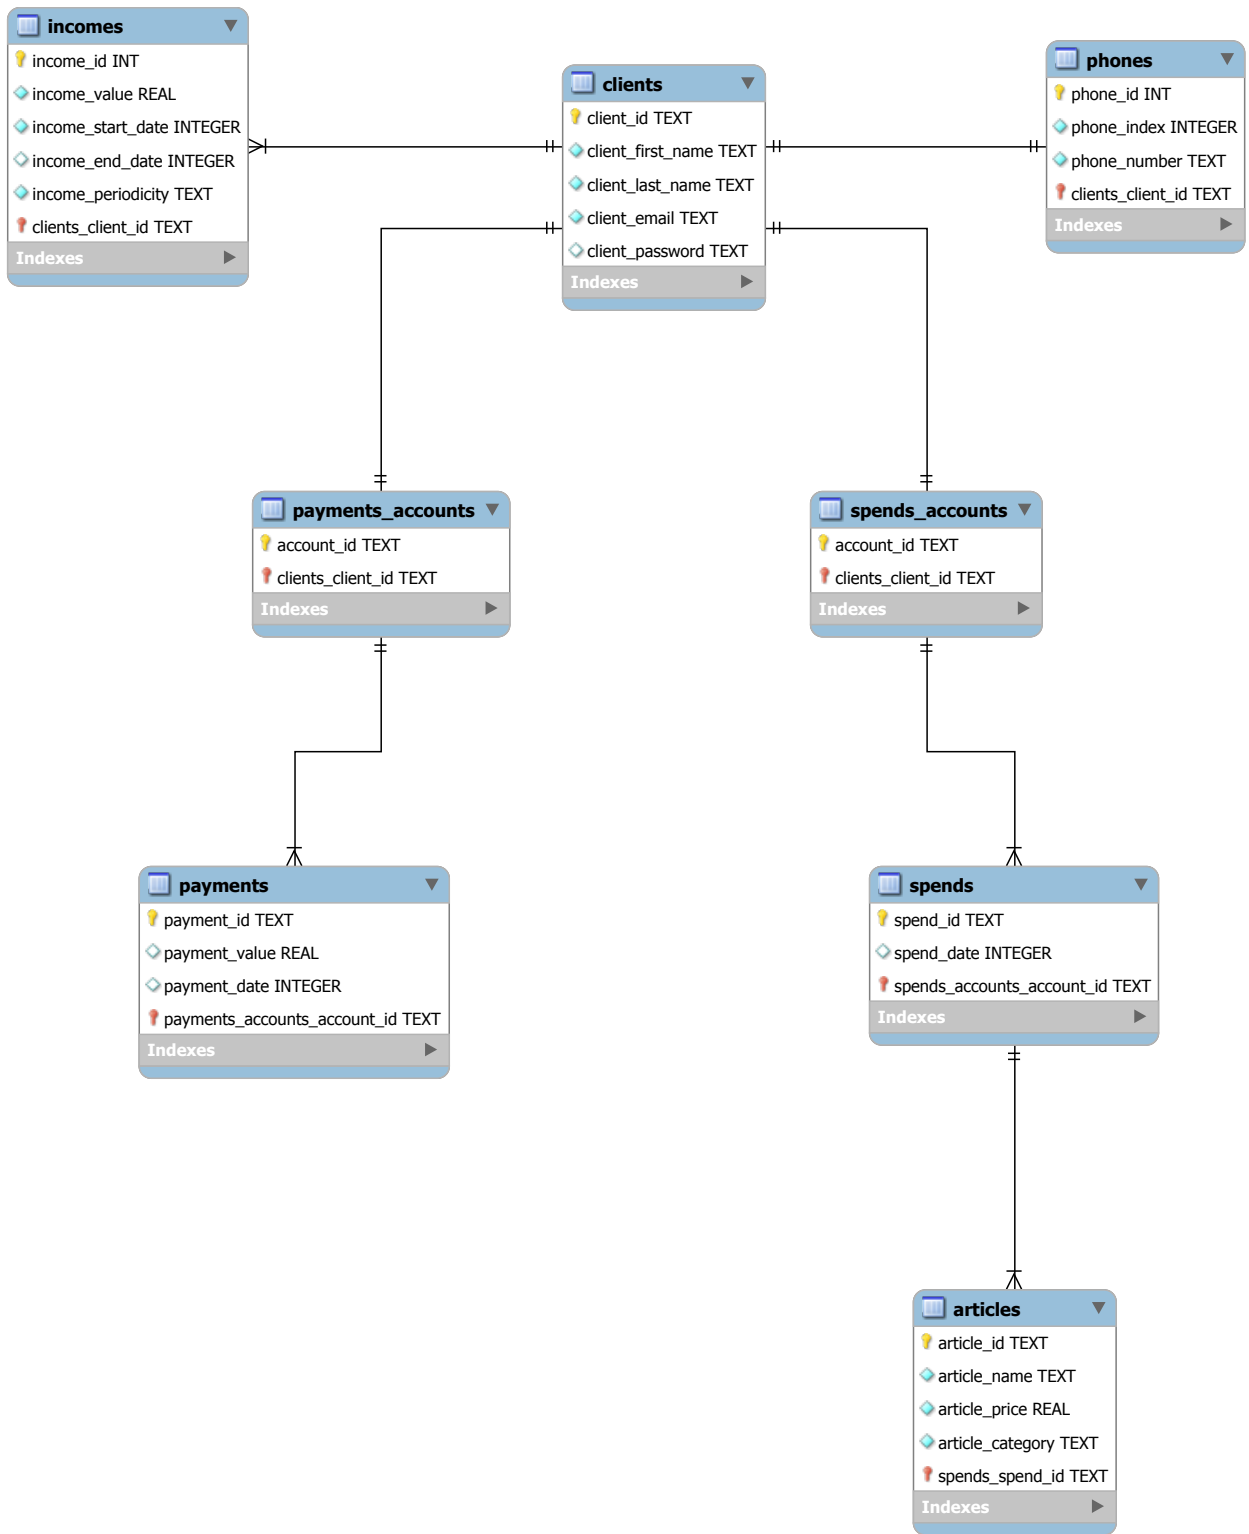 incomes
income_id INT
income_value REAL
income_start_date INTEGER
income_end_date INTEGER
income_periodicity TEXT
clients_client_id TEXT
Indexes
clients
client_id TEXT
client_first_name TEXT
client_last_name TEXT
client_email TEXT
client_password TEXT
Indexes
phones
phone_id INT
phone_index INTEGER
phone_number TEXT
clients_client_id TEXT
Indexes
payments_accounts
account_id TEXT
clients_client_id TEXT
Indexes
spends_accounts
account_id TEXT
clients_client_id TEXT
Indexes
payments
payment_id TEXT
payment_value REAL
payment_date INTEGER
payments_accounts_account_id TEXT
Indexes
spends
spend_id TEXT
spend_date INTEGER
spends_accounts_account_id TEXT
Indexes
articles
article_id TEXT
article_name TEXT
article_price REAL
article_category TEXT
spends_spend_id TEXT
Indexes